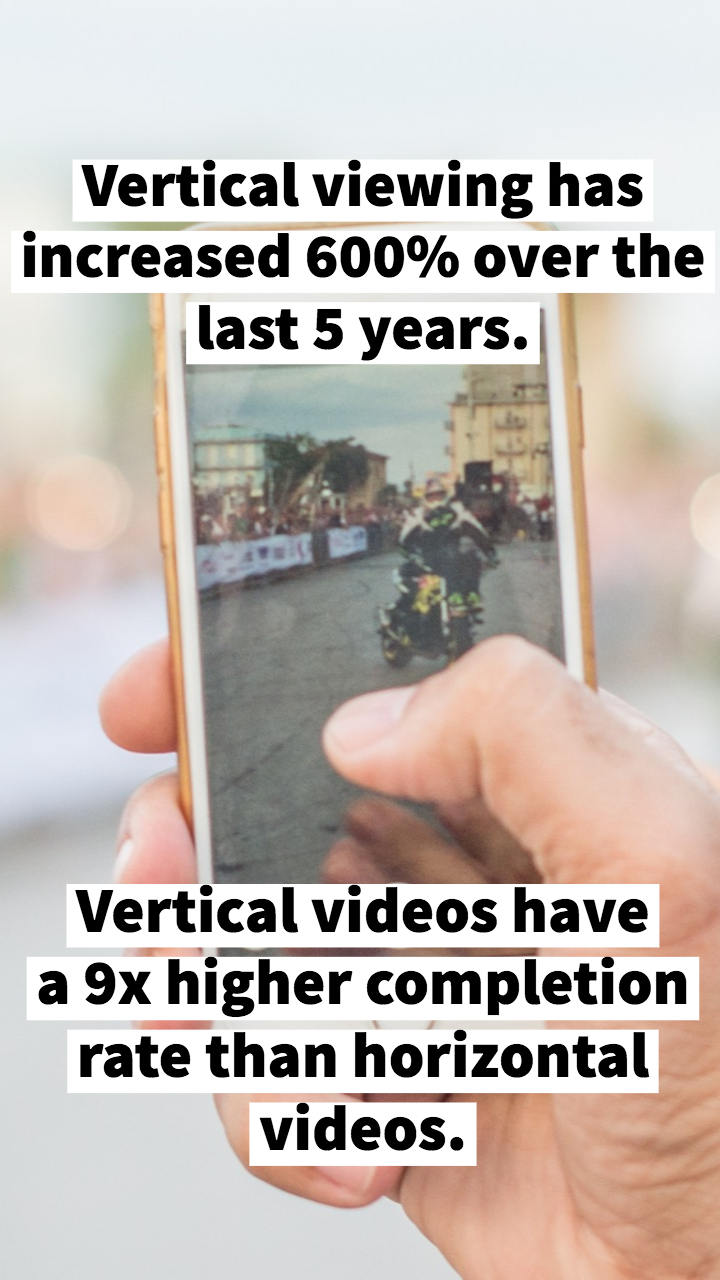 Vertical viewing has
increased 600% over the
last 5 years.
Vertical videos have
a 9x higher completion
rate than horizontal
videos.